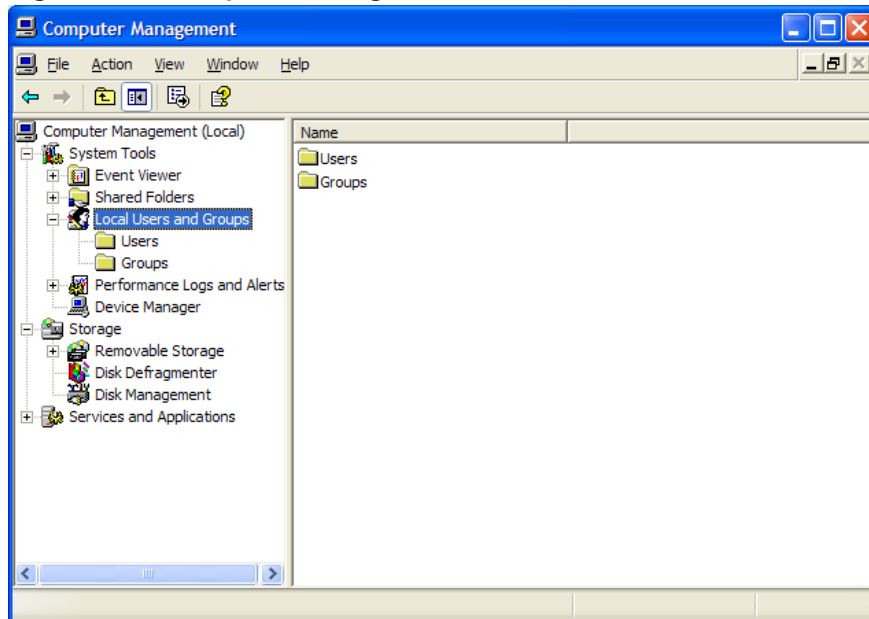 Computer Management
File Action View Window Help
Computer Management (Local)
System Tools
Event Viewer
Shared Folders
Local Users and Groups
Users
Groups
Performance Logs and Alerts
Device Manager
Storage
Removable Storage
Disk Defragmenter
Disk Management
Services and Applications
Name
Users
Groups